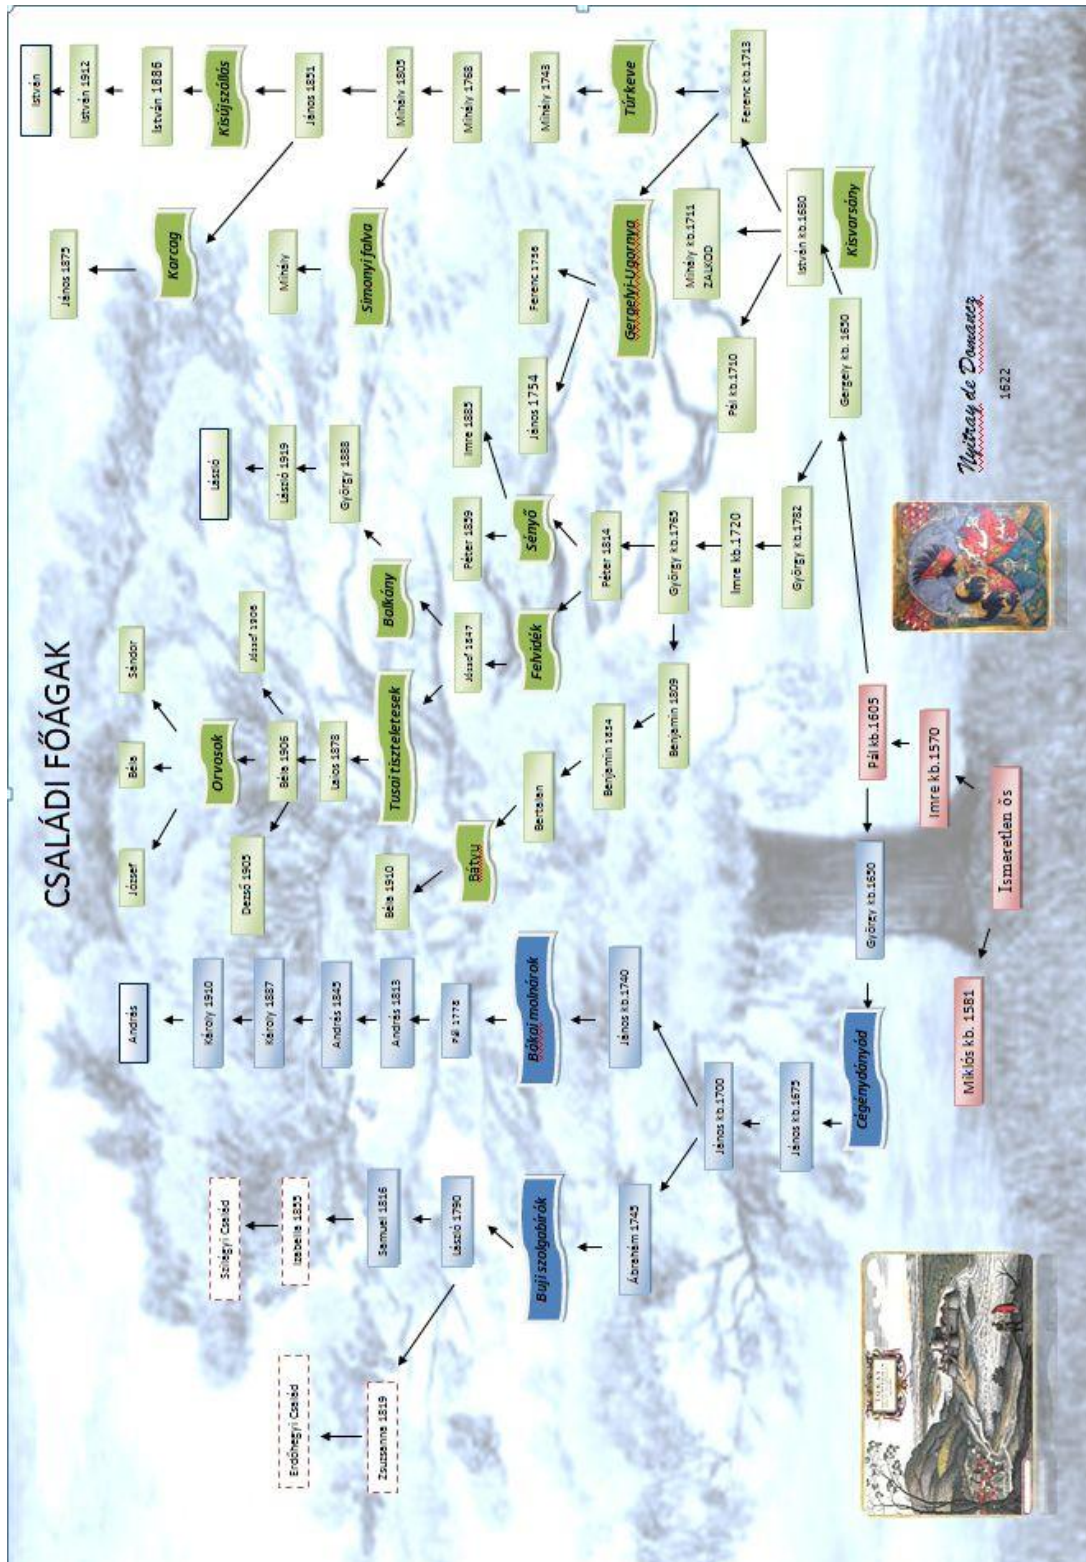 CSALÁDI FŐÁGAK
István
János 1875
István 1912
József
Béla
Sándor
András
István 1886
Karcag
Orvosok
Károly 1910
László
Kisújszállás
Szilágyi Család
Dezső 1905
József 1908
Károly 1887
Béla 1906
László 1919
Mihály
János 1851
Erdőhegyi Család
Izabella 1855
András 1845
Lajos 1878
György 1888
Simonyi falva
Zsuzsanna 1819
Samuel 1816
András 1813
Béla 1910
Tusai tiszteletesek
Balkány
Mihály 1805
László 1790
Pál 1778
Bátyu
József 1847
Péter 1859
Imre 1885
Mihály 1768
Buji szolgabírók
Bákai molnárok
Bertalan
Felvidék
Sényő
János 1754
Ferenc 1756
Mihály 1743
Ábrahám 1745
János kb.1740
Benjamin 1834
Péter 1814
Gergelyi-Ugornya
Túrkeve
Benjamin 1809
György kb.1765
Mihály kb.1711
ZALKOD
János kb.1700
Imre kb.1720
Pál kb.1710
Ferenc kb.1713
János kb.1675
György kb.1782
István kb.1680
Cégénydányád
György kb.1650
Pál kb.1605
Gergely kb. 1650
Kisvarsány
Imre kb.1570
Miklós kb. 1581
Ismeretlen ős
Nyitray de Domanez
1622